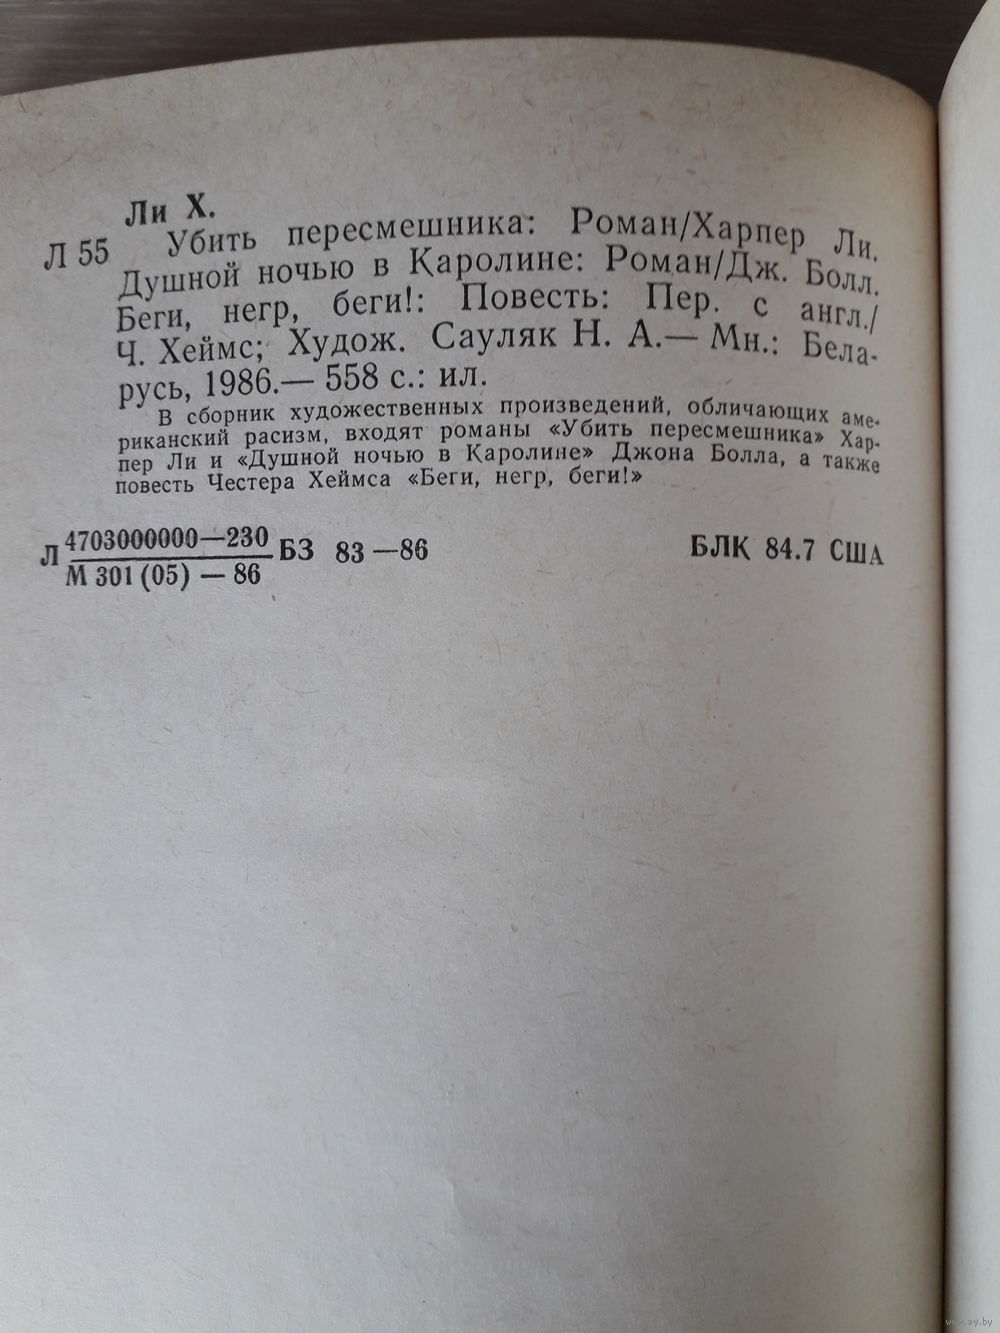 Ли Х.
Л 55 Убить пересмешника: Роман/Харпер Ли.
Душной ночью в Каролине: Роман/Дж. Болл.
Беги, негр, беги!: Повесть: Пер. с англ./
Ч. Хеймс; Худож. Сауляк Н. А.— Мн.: Бела-
русь, 1986.— 558 с.: ил.
В сборник художественных произведений, обличающих аме-
риканский расизм, входят романы «Убить пересмешника» Хар-
пер Ли и «Душной ночью в Каролине» Джона Болла, а также
повесть Честера Хеймса «Беги, негр, беги!»
Л 4703000000—230 БЗ 83—86 БЛК 84.7 США
М 301 (05) — 86
www.ay.by